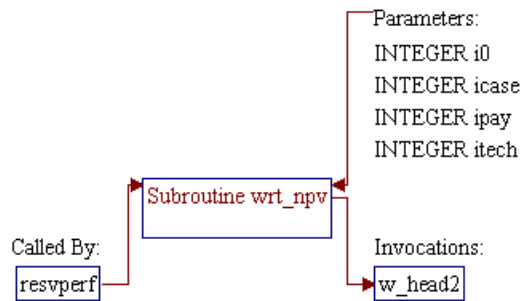 Parameters:
INTEGER i0
INTEGER icase
INTEGER ipay
INTEGER itech
Subroutine wrt_npv
Called By:
resvperf
Invocations:
w_head2